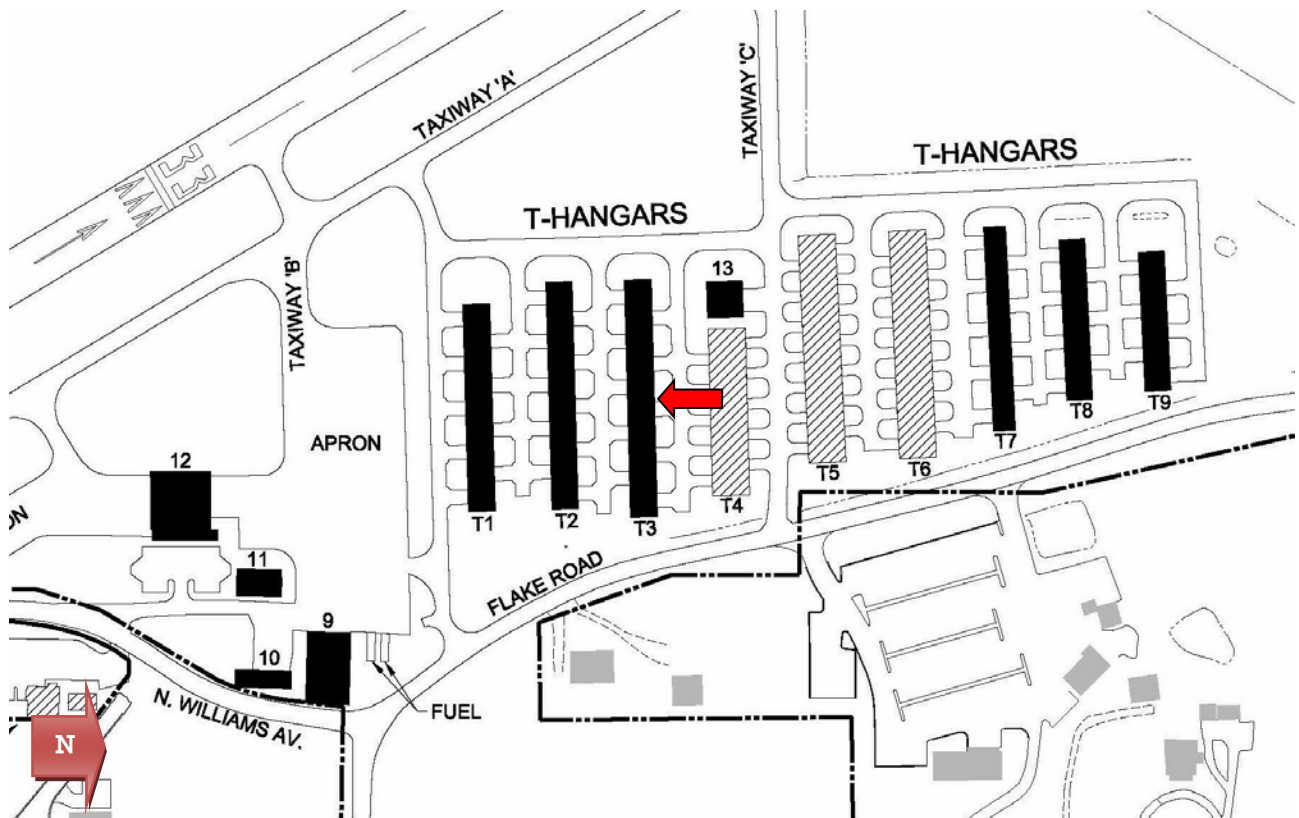 TAXIWAY 'A'
TAXIWAY 'C'
T-HANGARS
33
T-HANGARS
TAXIWAY 'B'
13
APRON
12
T9
T8
T7
T6
T5
T4
T3
T2
T1
ON
11
FLAKE ROAD
9
10
FUEL
N. WILLIAMS AV.
N